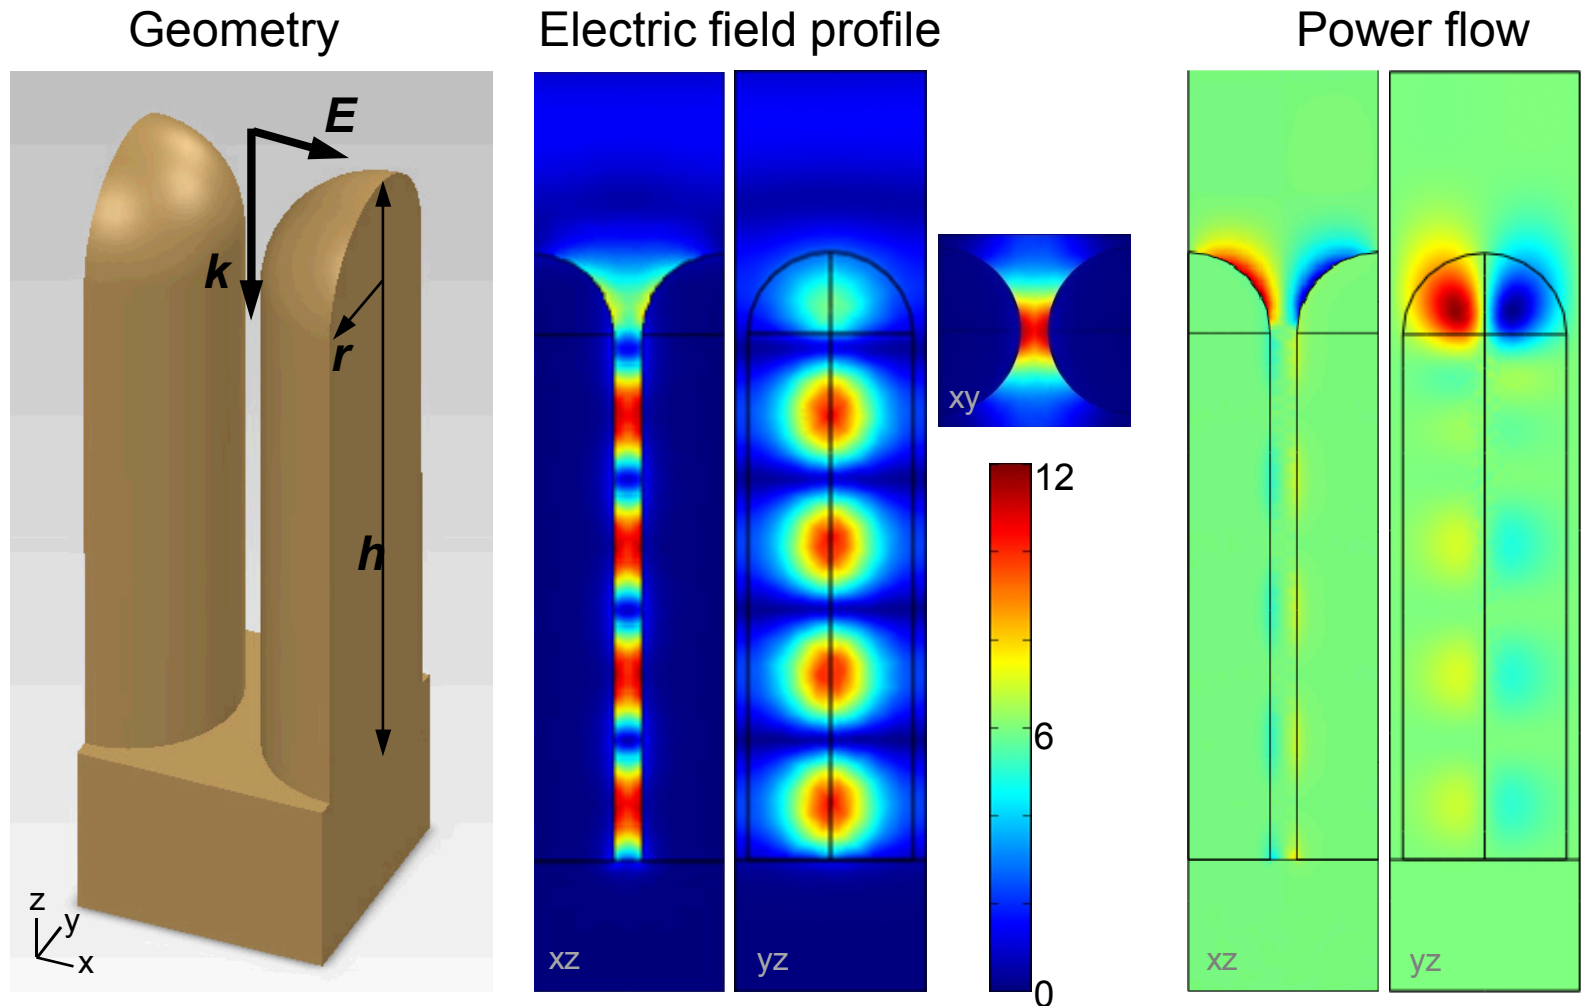 Geometry
Electric field profile
Power flow
E
k
r
h
z
y
x
xz
yz
xy
12
6
0
xz
yz